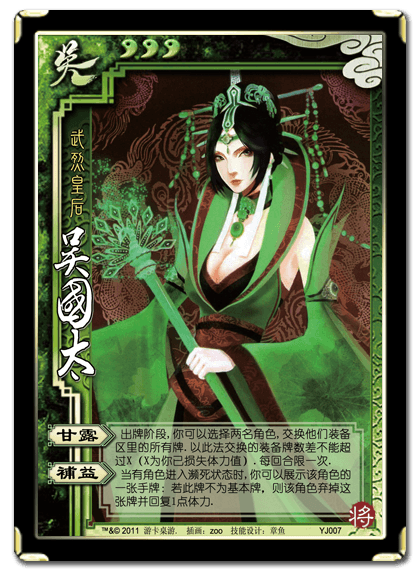 吴
武烈皇后
吴國太
甘露
出牌阶段, 你可以选择两名角色, 交换他们装备
区里的所有牌. 以此法交换的装备牌数差不能超
过X（X为你已损失体力值）. 每回合限一次.
補益
当有角色进入濒死状态时, 你可以展示该角色的
一张手牌: 若此牌不为基本牌, 则该角色弃掉这
张牌并回复1点体力.
将
™&© 2011 游卡桌游. 插画: zoo 技能设计: 章鱼 YJ007